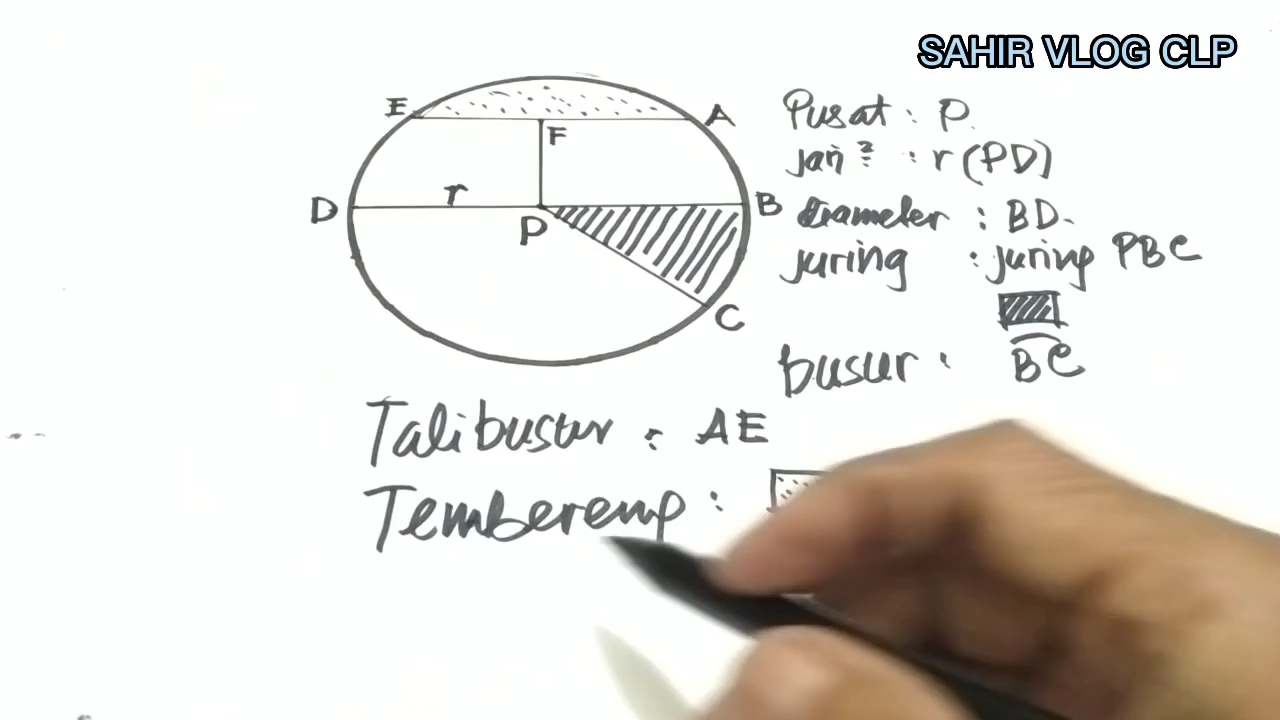 SAHIR VLOG CLP
E
A
F
D
r
P
B
C
Pusat : P
jari² : r (PD)
diameter : BD
juring : juring PBC
busur : BC
Talibusur : AE
Tembereng :